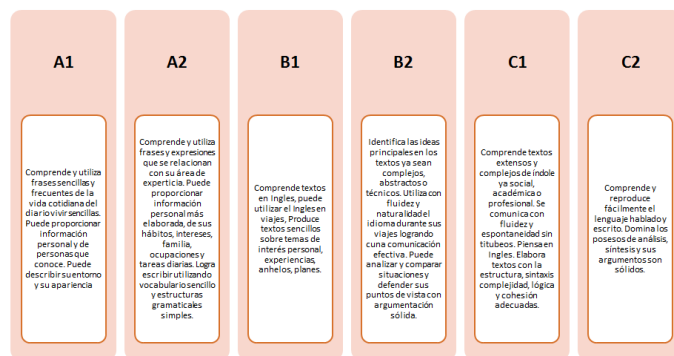 A1
Comprende y utiliza
frases sencillas y
frecuentes de la
vida cotidiana del
diario vivir sencillas.
Puede proporcionar
información
personal y de
personas que
conoce. Puede
describir su entorno
y su apariencia
A2
Comprende y utiliza
frases y expresiones
que se relacionan
con su área de
experticia. Puede
proporcionar
información
personal más
elaborada, de sus
hábitos, intereses,
familia,
ocupaciones y
tareas diarias. Logra
escribir utilizando
vocabulario sencillo
y estructuras
gramaticales
simples.
B1
Comprende textos
en Ingles, puede
utilizar el Ingles en
viajes, Produce
textos sencillos
sobre temas de
interés personal,
experiencias,
anhelos, planes.
B2
Identifica las ideas
principales en los
textos ya sean
complejos,
abstractos o
técnicos. Utiliza con
fluidez y
naturalidad el
idioma durante sus
viajes logrando
cuna comunicación
efectiva. Puede
analizar y comparar
situaciones y
defender sus
puntos de vista con
argumentación
sólida.
C1
Comprende textos
extensos y
complejos de índole
ya social,
académica o
profesional. Se
comunica con
fluidez y
espontaneidad sin
titubeos. Piensa en
Ingles. Elabora
textos con la
estructura, sintaxis
complejidad, lógica
y cohesión
adecuadas.
C2
Comprende y
reproduce
fácilmente el
lenguaje hablado y
escrito. Domina los
posesos de análisis,
síntesis y sus
argumentos son
sólidos.